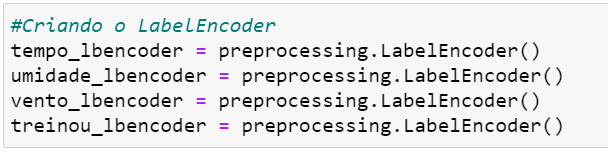 #Criando o LabelEncoder
tempo_lbencoder = preprocessing.LabelEncoder()
umidade_lbencoder = preprocessing.LabelEncoder()
vento_lbencoder = preprocessing.LabelEncoder()
treinou_lbencoder = preprocessing.LabelEncoder()